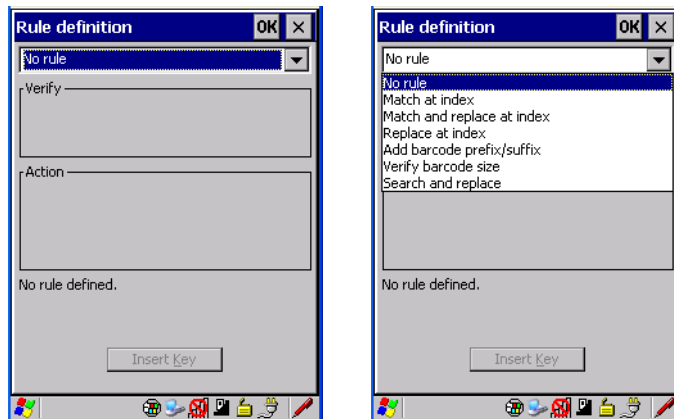 Rule definition OK ×
No rule
Verify
Action
No rule defined.
Insert Key
Rule definition OK ×
No rule
No rule
Match at index
Match and replace at index
Replace at index
Add barcode prefix/suffix
Verify barcode size
Search and replace
No rule defined.
Insert Key